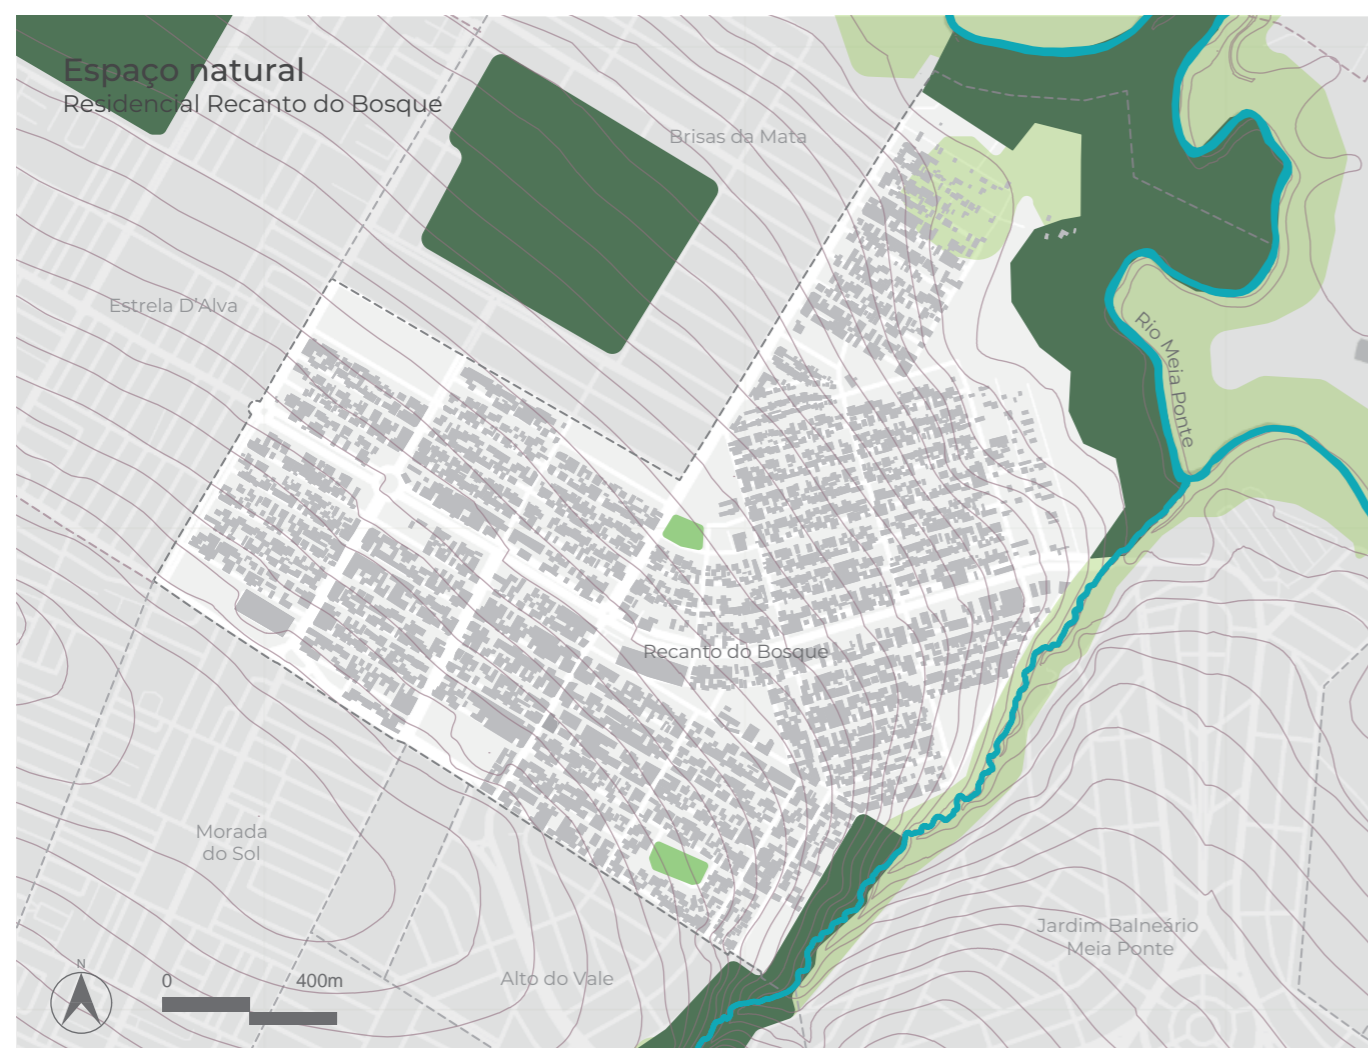 Espaço natural
Residencial Recanto do Bosque
Brisas da Mata
Estrela D'Alva
Rio Meia Ponte
Recanto do Bosque
Morada
do Sol
Jardim Balneário
Meia Ponte
Alto do Vale
N
0 400m